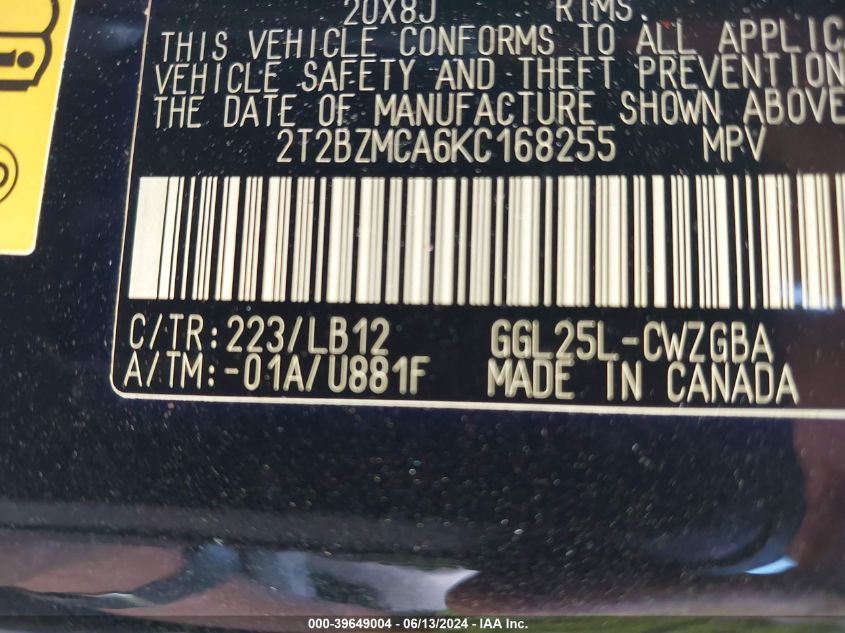 20X8J RIMS
THIS VEHICLE CONFORMS TO ALL APPLIC
VEHICLE SAFETY AND THEFT PREVENTION
THE DATE OF MANUFACTURE SHOWN ABOVE
2T2BZMCA6KC168255 MPV
C/TR:223/LB12 GGL25L-CWZGBA
A/TM:-01A/U881F MADE IN CANADA
000-39649004 - 06/13/2024 - IAA Inc.